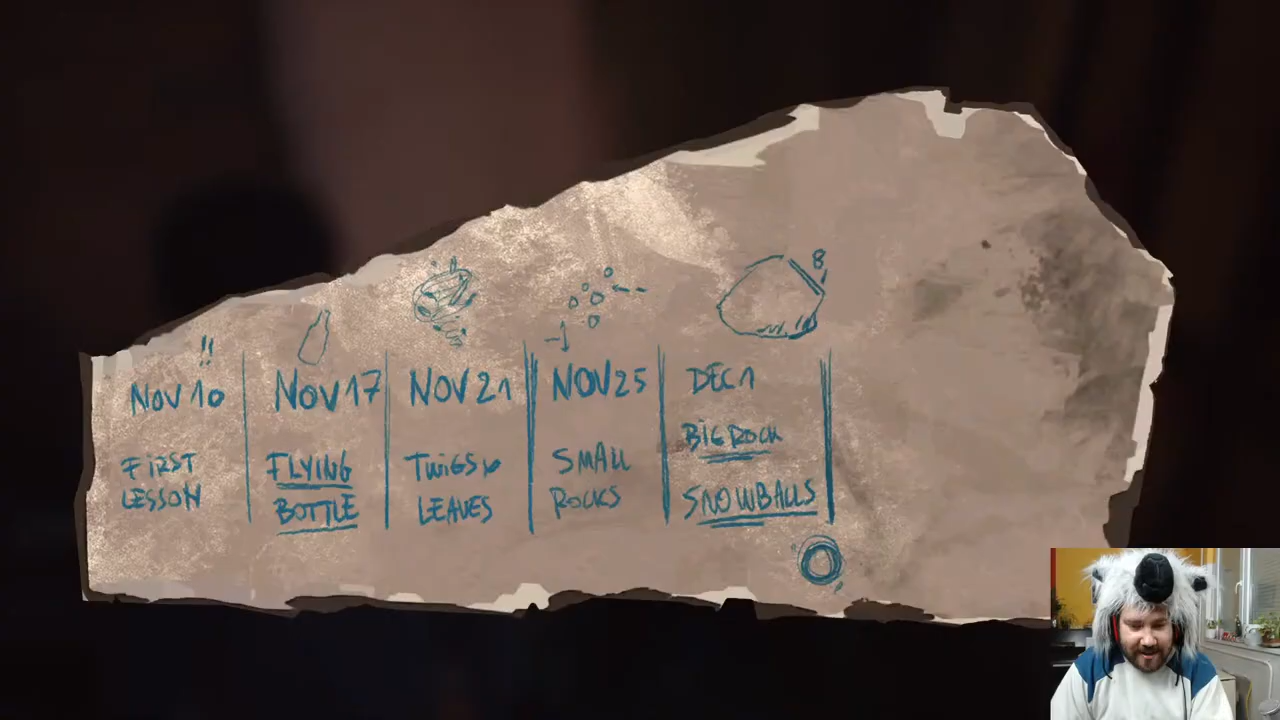 !!
8
NOV 10
FIRST
LESSON
NOV 17
FLYING
BOTTLE
NOV 21
TWIGS &
LEAVES
NOV 25
SMALL
ROCKS
DEC 1
BIG ROCK
SNOWBALLS